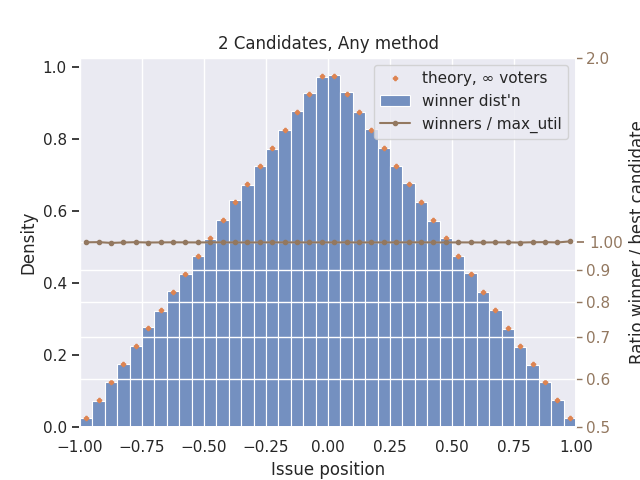 2 Candidates, Any method
theory, ∞ voters
winner dist'n
winners / max_util
Density
1.0
0.8
0.6
0.4
0.2
0.0
2.0
1.00
0.9
0.8
0.7
0.6
0.5
Ratio winner / best candidate
−1.00 −0.75 −0.50 −0.25 0.00 0.25 0.50 0.75 1.00
Issue position